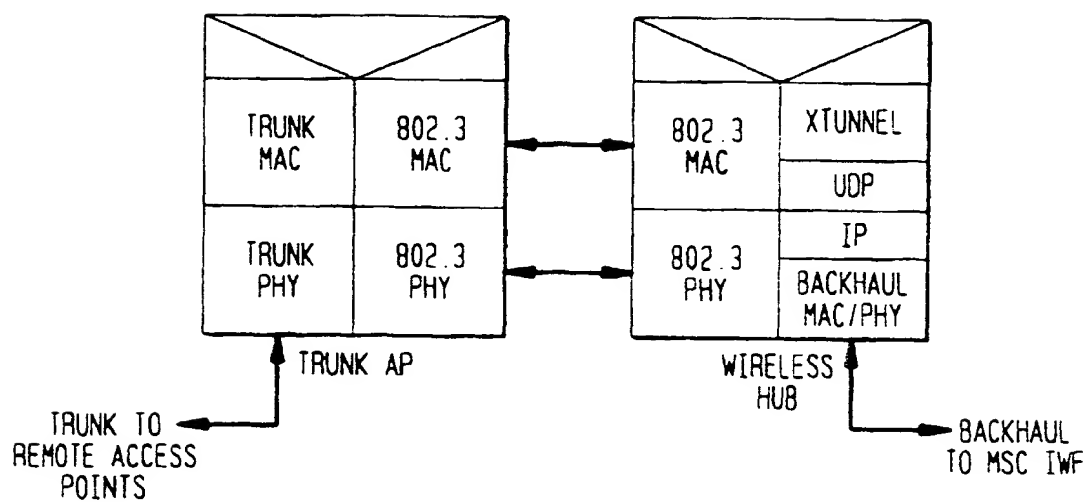 TRUNK
MAC
802.3
MAC
TRUNK
PHY
802.3
PHY
TRUNK AP
TRUNK TO
REMOTE ACCESS
POINTS
802.3
MAC
XTUNNEL
UDP
802.3
PHY
IP
BACKHAUL
MAC/PHY
WIRELESS
HUB
BACKHAUL
TO MSC IWF